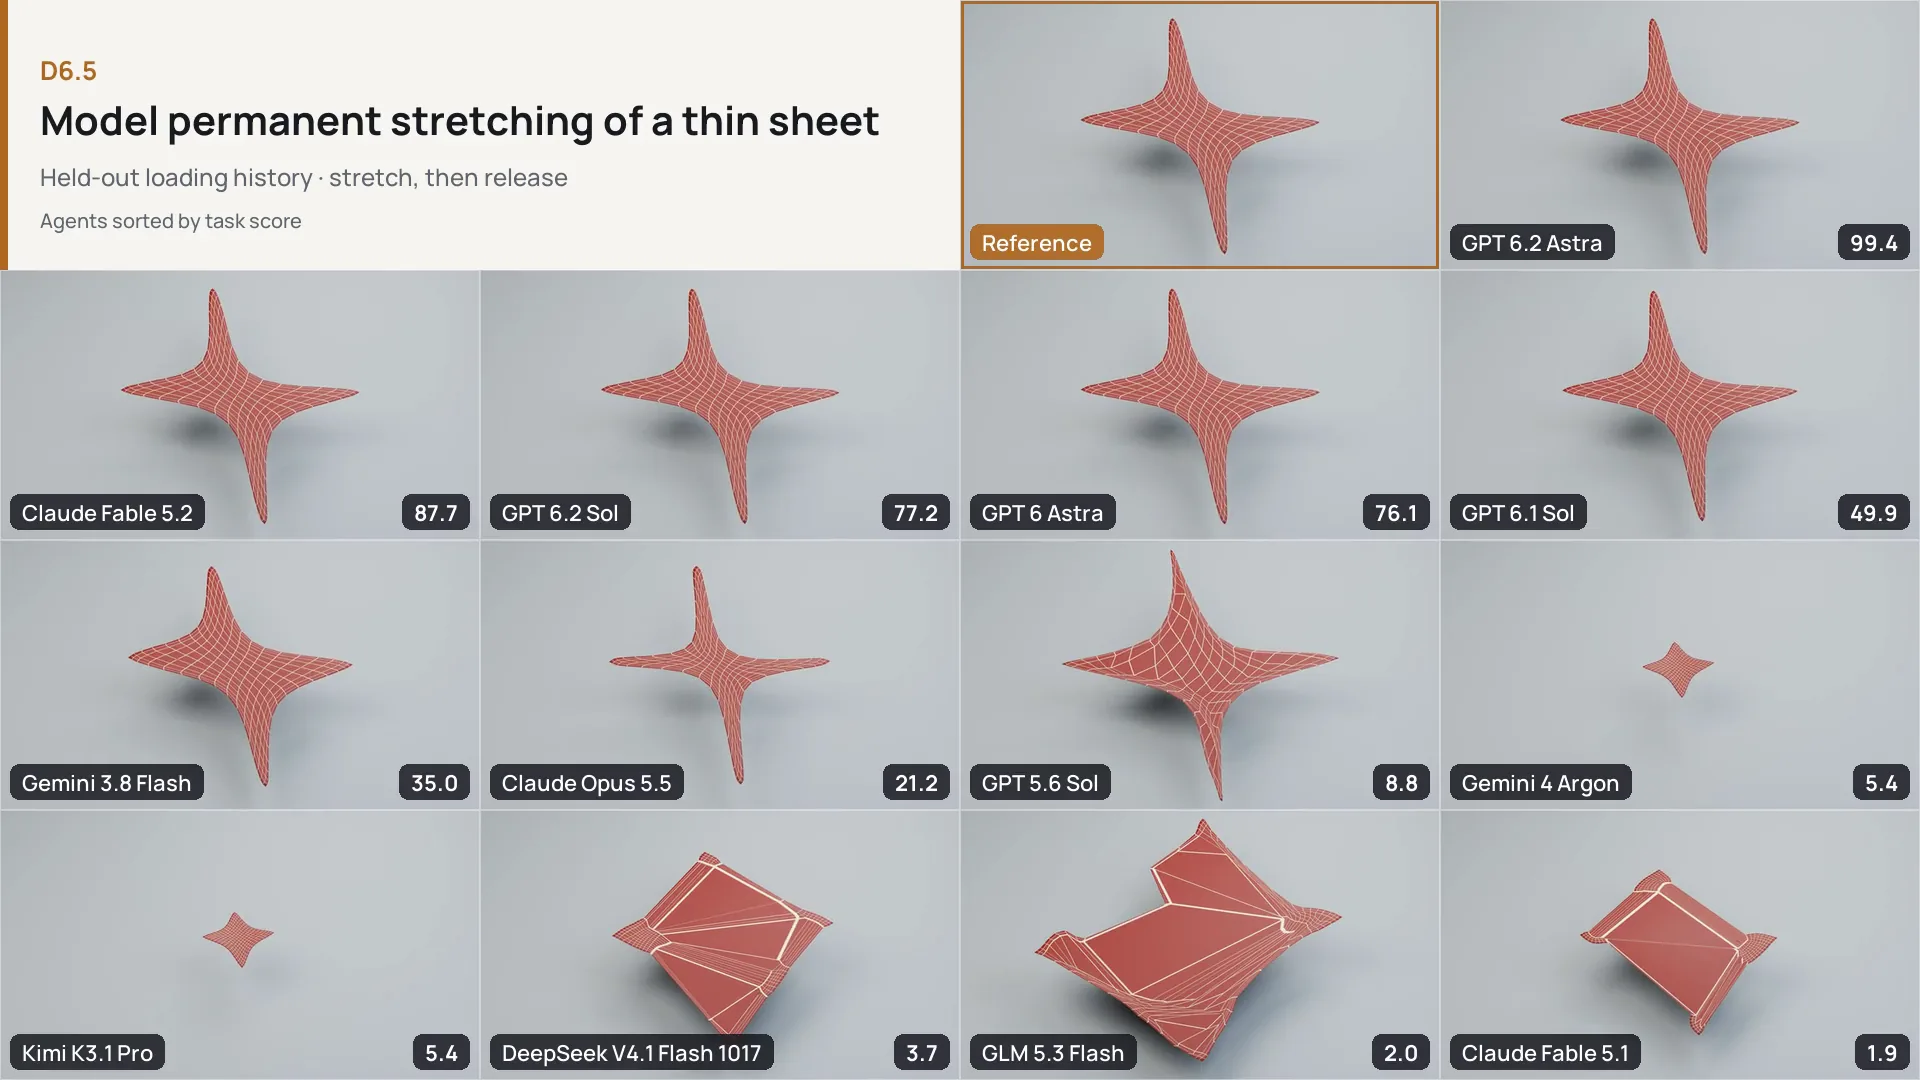 D6.5
Model permanent stretching of a thin sheet
Held-out loading history · stretch, then release
Agents sorted by task score
Reference
GPT 6.2 Astra
99.4
Claude Fable 5.2
87.7
GPT 6.2 Sol
77.2
GPT 6 Astra
76.1
GPT 6.1 Sol
49.9
Gemini 3.8 Flash
35.0
Claude Opus 5.5
21.2
GPT 5.6 Sol
8.8
Gemini 4 Argon
5.4
Kimi K3.1 Pro
5.4
DeepSeek V4.1 Flash 1017
3.7
GLM 5.3 Flash
2.0
Claude Fable 5.1
1.9